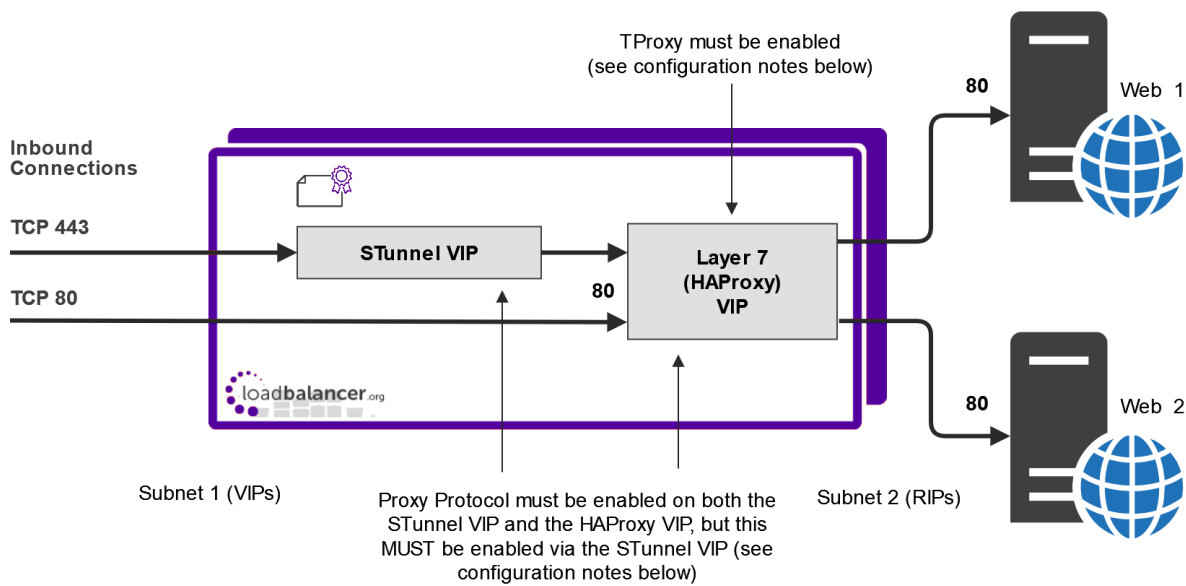 TProxy must be enabled
(see configuration notes below)
80
Web 1
Inbound
Connections
TCP 443
STunnel VIP
Layer 7
(HAProxy)
VIP
TCP 80
80
loadbalancer.org
80
Web 2
Subnet 1 (VIPs)
Proxy Protocol must be enabled on both the
STunnel VIP and the HAProxy VIP, but this
MUST be enabled via the STunnel VIP (see
configuration notes below)
Subnet 2 (RIPs)